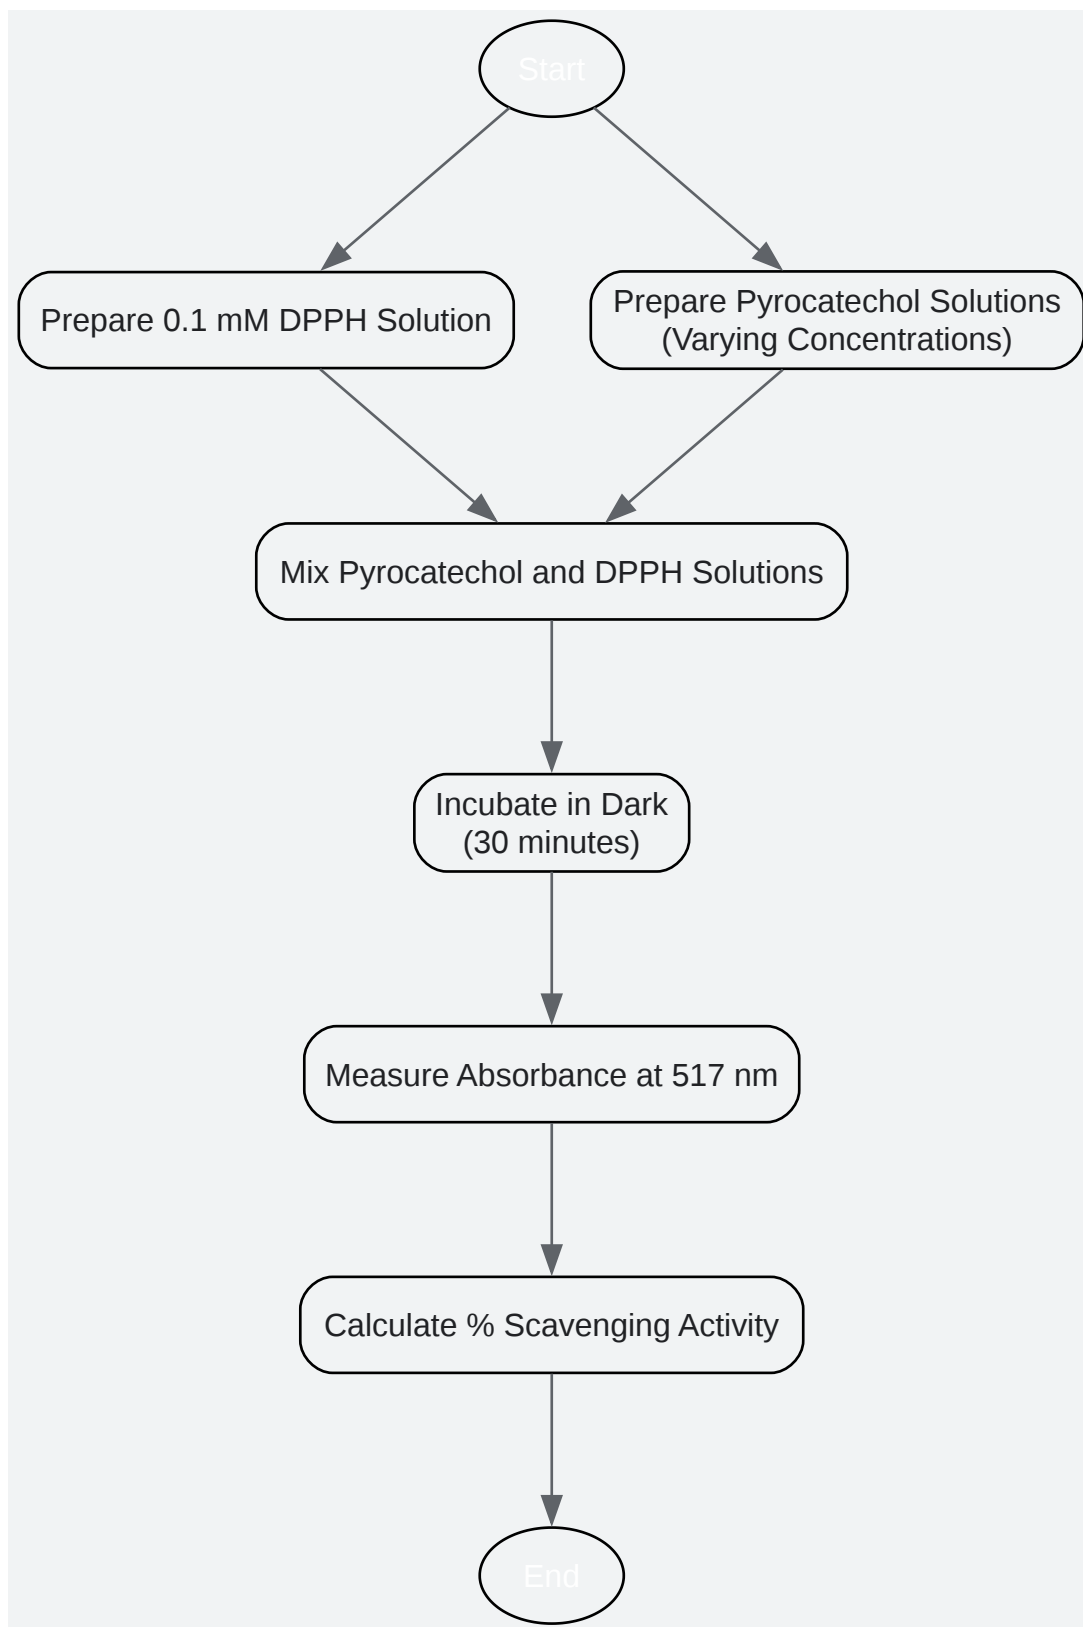 Start
Prepare 0.1 mM DPPH Solution
Prepare Pyrocatechol Solutions
(Varying Concentrations)
Mix Pyrocatechol and DPPH Solutions
Incubate in Dark
(30 minutes)
Measure Absorbance at 517 nm
Calculate % Scavenging Activity
End